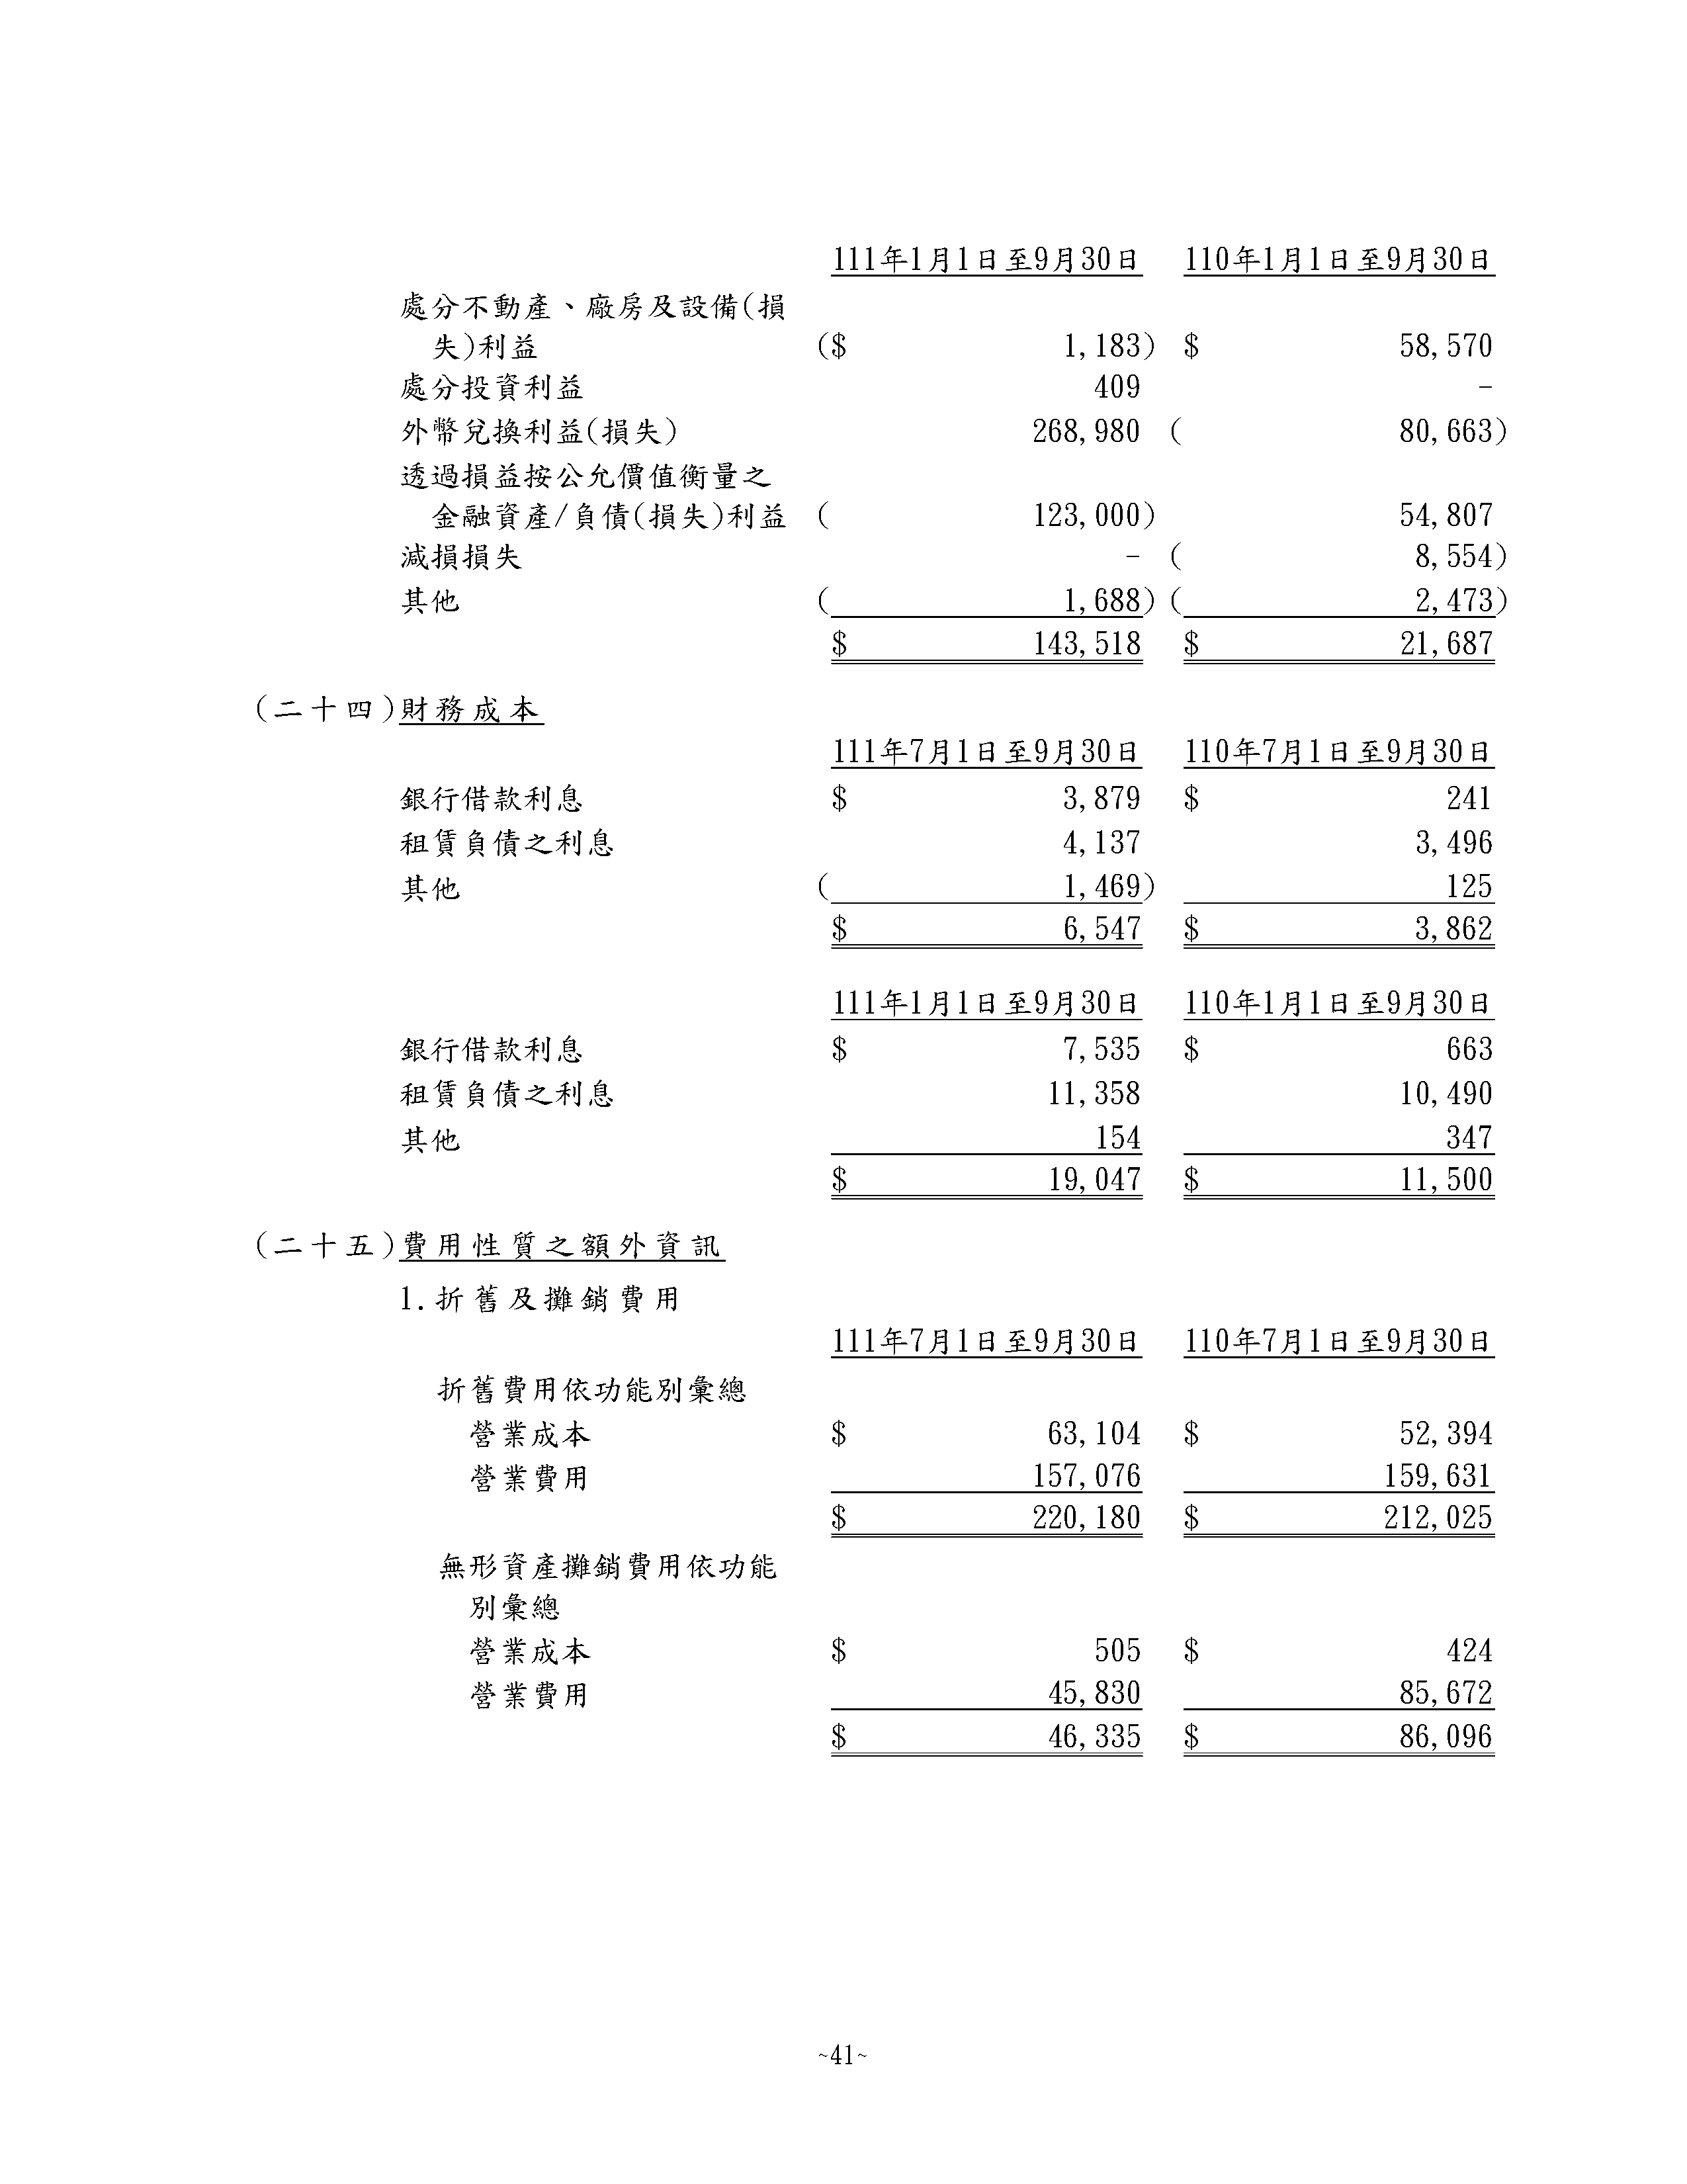 111年1月1日至9月30日 110年1月1日至9月30日
處分不動產、廠房及設備(損
失)利益 ($ 1,183) $ 58,570
處分投資利益 409 -
外幣兌換利益(損失) 268,980 ( 80,663)
透過損益按公允價值衡量之
金融資產/負債(損失)利益 ( 123,000) 54,807
減損損失 - ( 8,554)
其他 ( 1,688) ( 2,473)
$ 143,518 $ 21,687
(二十四)財務成本
111年7月1日至9月30日 110年7月1日至9月30日
銀行借款利息 $ 3,879 $ 241
租賃負債之利息 4,137 3,496
其他 ( 1,469) 125
$ 6,547 $ 3,862
111年1月1日至9月30日 110年1月1日至9月30日
銀行借款利息 $ 7,535 $ 663
租賃負債之利息 11,358 10,490
其他 154 347
$ 19,047 $ 11,500
(二十五)費用性質之額外資訊
1.折舊及攤銷費用
111年7月1日至9月30日 110年7月1日至9月30日
折舊費用依功能別彙總
營業成本 $ 63,104 $ 52,394
營業費用 157,076 159,631
$ 220,180 $ 212,025
無形資產攤銷費用依功能
別彙總
營業成本 $ 505 $ 424
營業費用 45,830 85,672
$ 46,335 $ 86,096
~41~